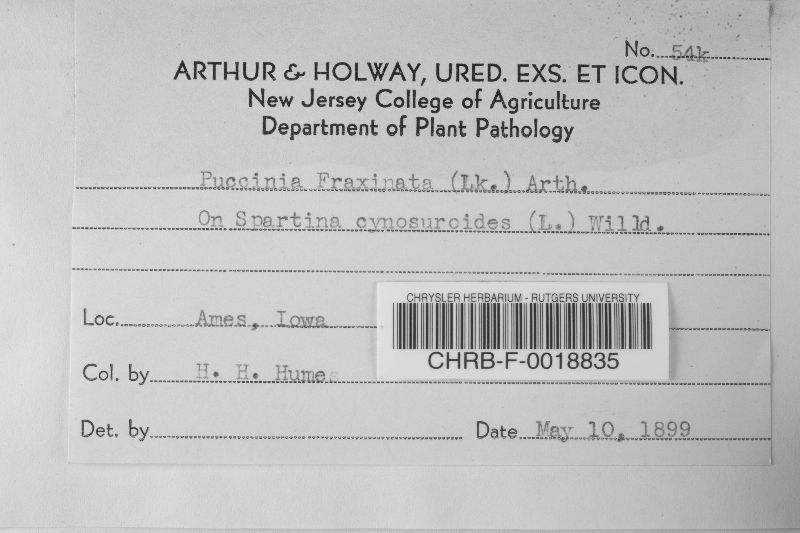 No. 54k
ARTHUR & HOLWAY, URED. EXS. ET ICON.
New Jersey College of Agriculture
Department of Plant Pathology
Puccinia Fraxinata (Lk.) Arth.
On Spartina cynosuroides (L.) Willd.
Loc. Ames, Iowa
CHRYSLER HERBARIUM - RUTGERS UNIVERSITY
CHRB-F-0018835
Col. by H. H. Humes
Det. by
Date May 10, 1899